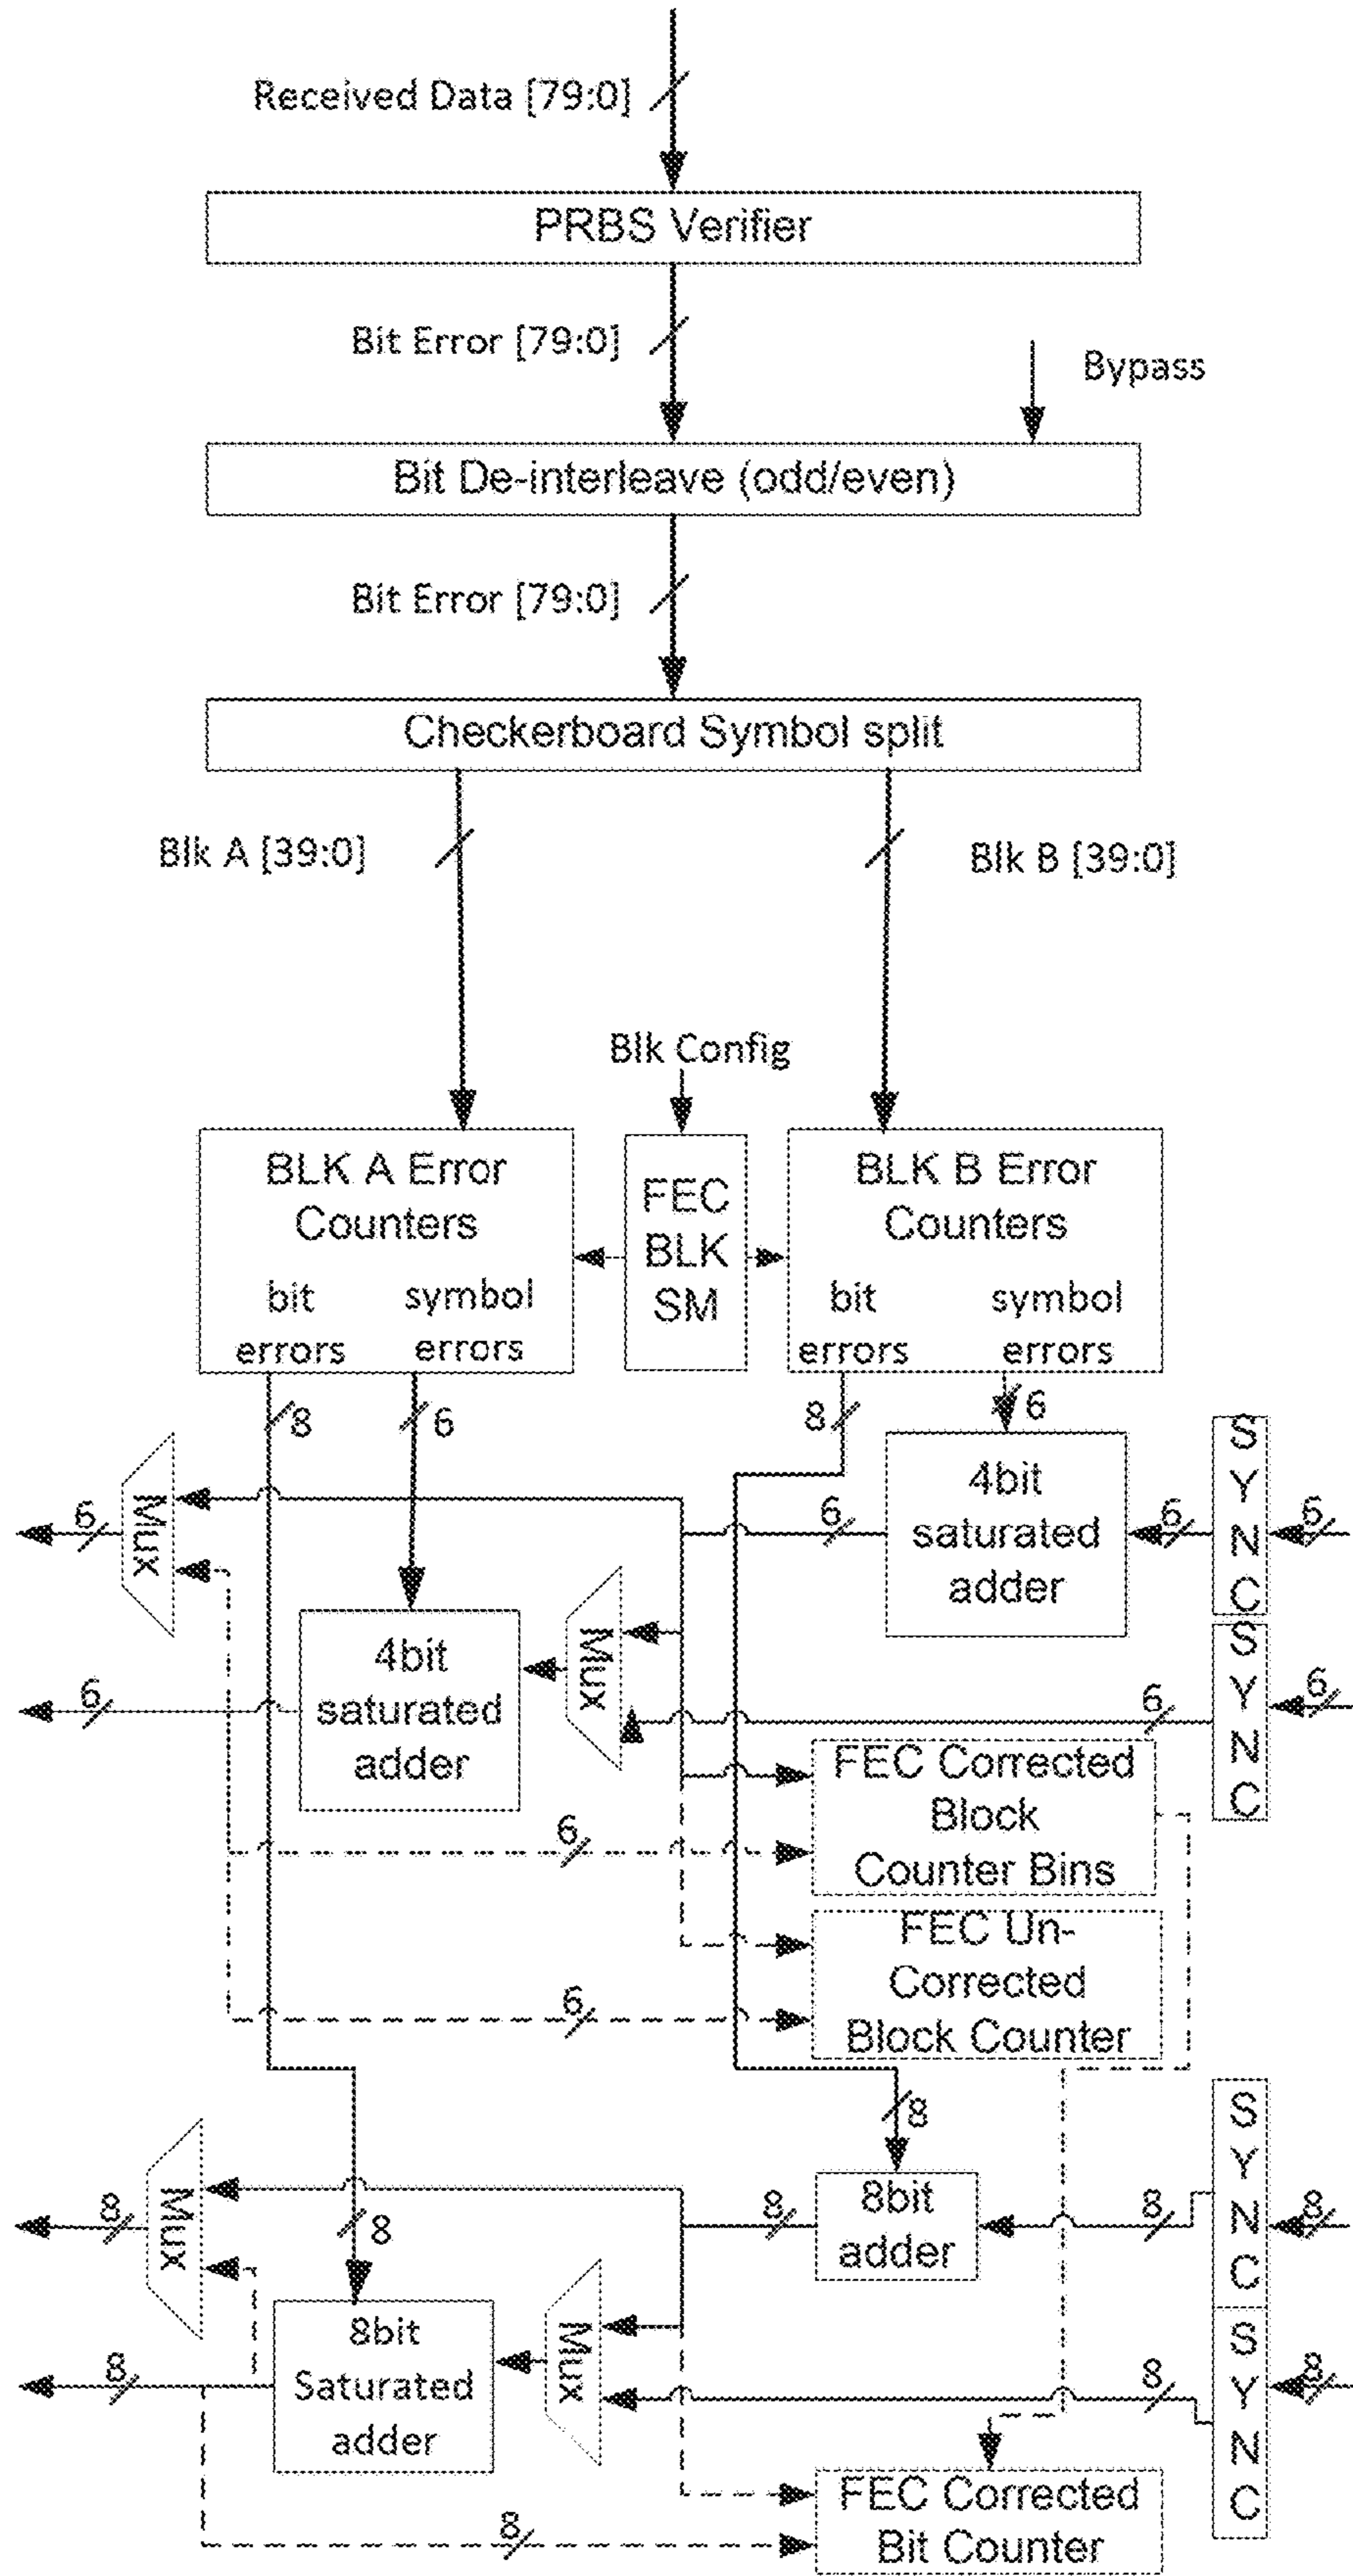 Received Data [79:0]
PRBS Verifier
Bit Error [79:0]
Bypass
Bit De-interleave (odd/even)
Bit Error [79:0]
Checkerboard Symbol split
Blk A [39:0]
Blk B [39:0]
Blk Config
BLK A Error
Counters
bit
errors
symbol
errors
FEC
BLK
SM
BLK B Error
Counters
bit
errors
symbol
errors
8
6
8
6
Mux
6
6
4bit
saturated
adder
6
SYNC
6
4bit
saturated
adder
6
Mux
6
SYNC
6
FEC Corrected
Block
Counter Bins
6
FEC Un-
Corrected
Block Counter
6
8
Mux
8
8
8
8bit
adder
8
SYNC
8
8bit
Saturated
adder
8
Mux
8
SYNC
8
FEC Corrected
Bit Counter
8